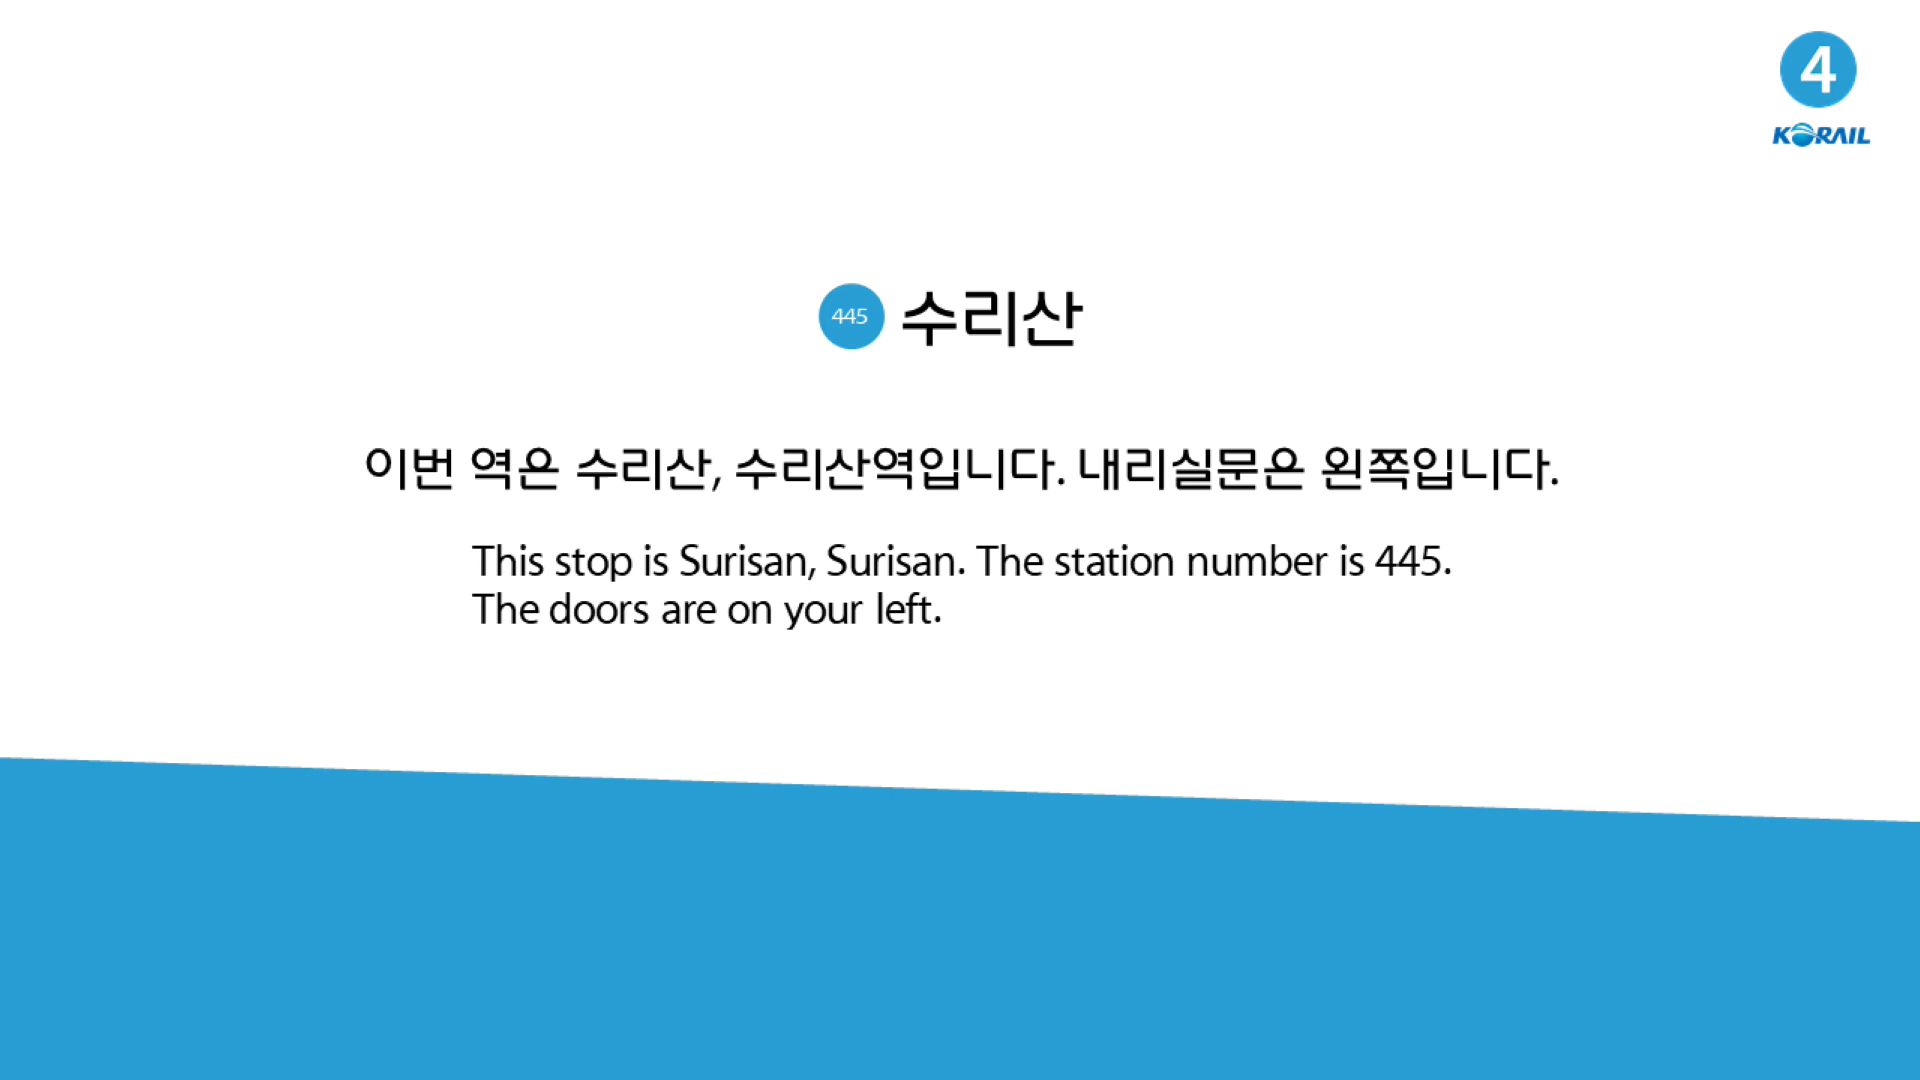 4
KORAIL
445 수리산
이번 역은 수리산, 수리산역입니다. 내리실문은 왼쪽입니다.
This stop is Surisan, Surisan. The station number is 445.
The doors are on your left.